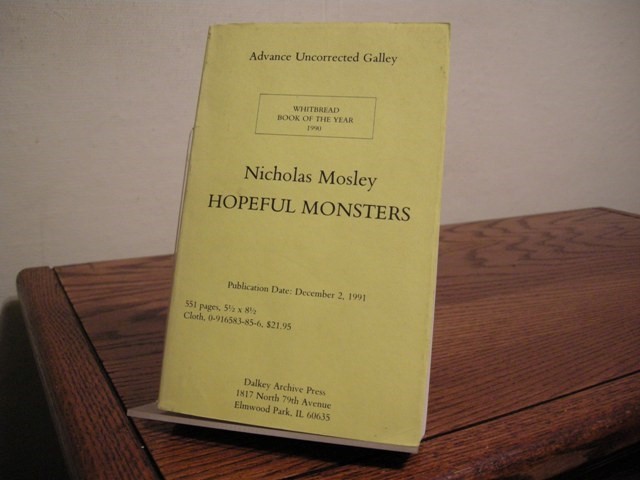 Advance Uncorrected Galley
WHITBREAD
BOOK OF THE YEAR
1990
Nicholas Mosley
HOPEFUL MONSTERS
Publication Date: December 2, 1991
551 pages, 5½ x 8½
Cloth, 0-916583-85-6, $21.95
Dalkey Archive Press
1817 North 79th Avenue
Elmwood Park, IL 60635